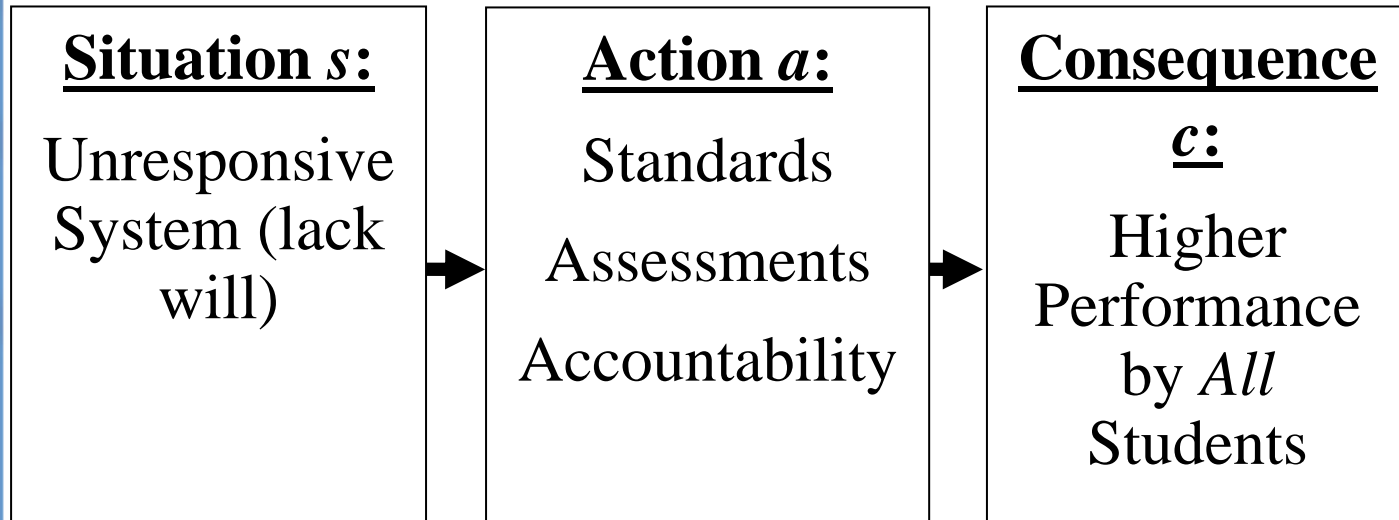 Situation s:
Unresponsive
System (lack
will)
Action a:
Standards
Assessments
Accountability
Consequence
c:
Higher
Performance
by All
Students